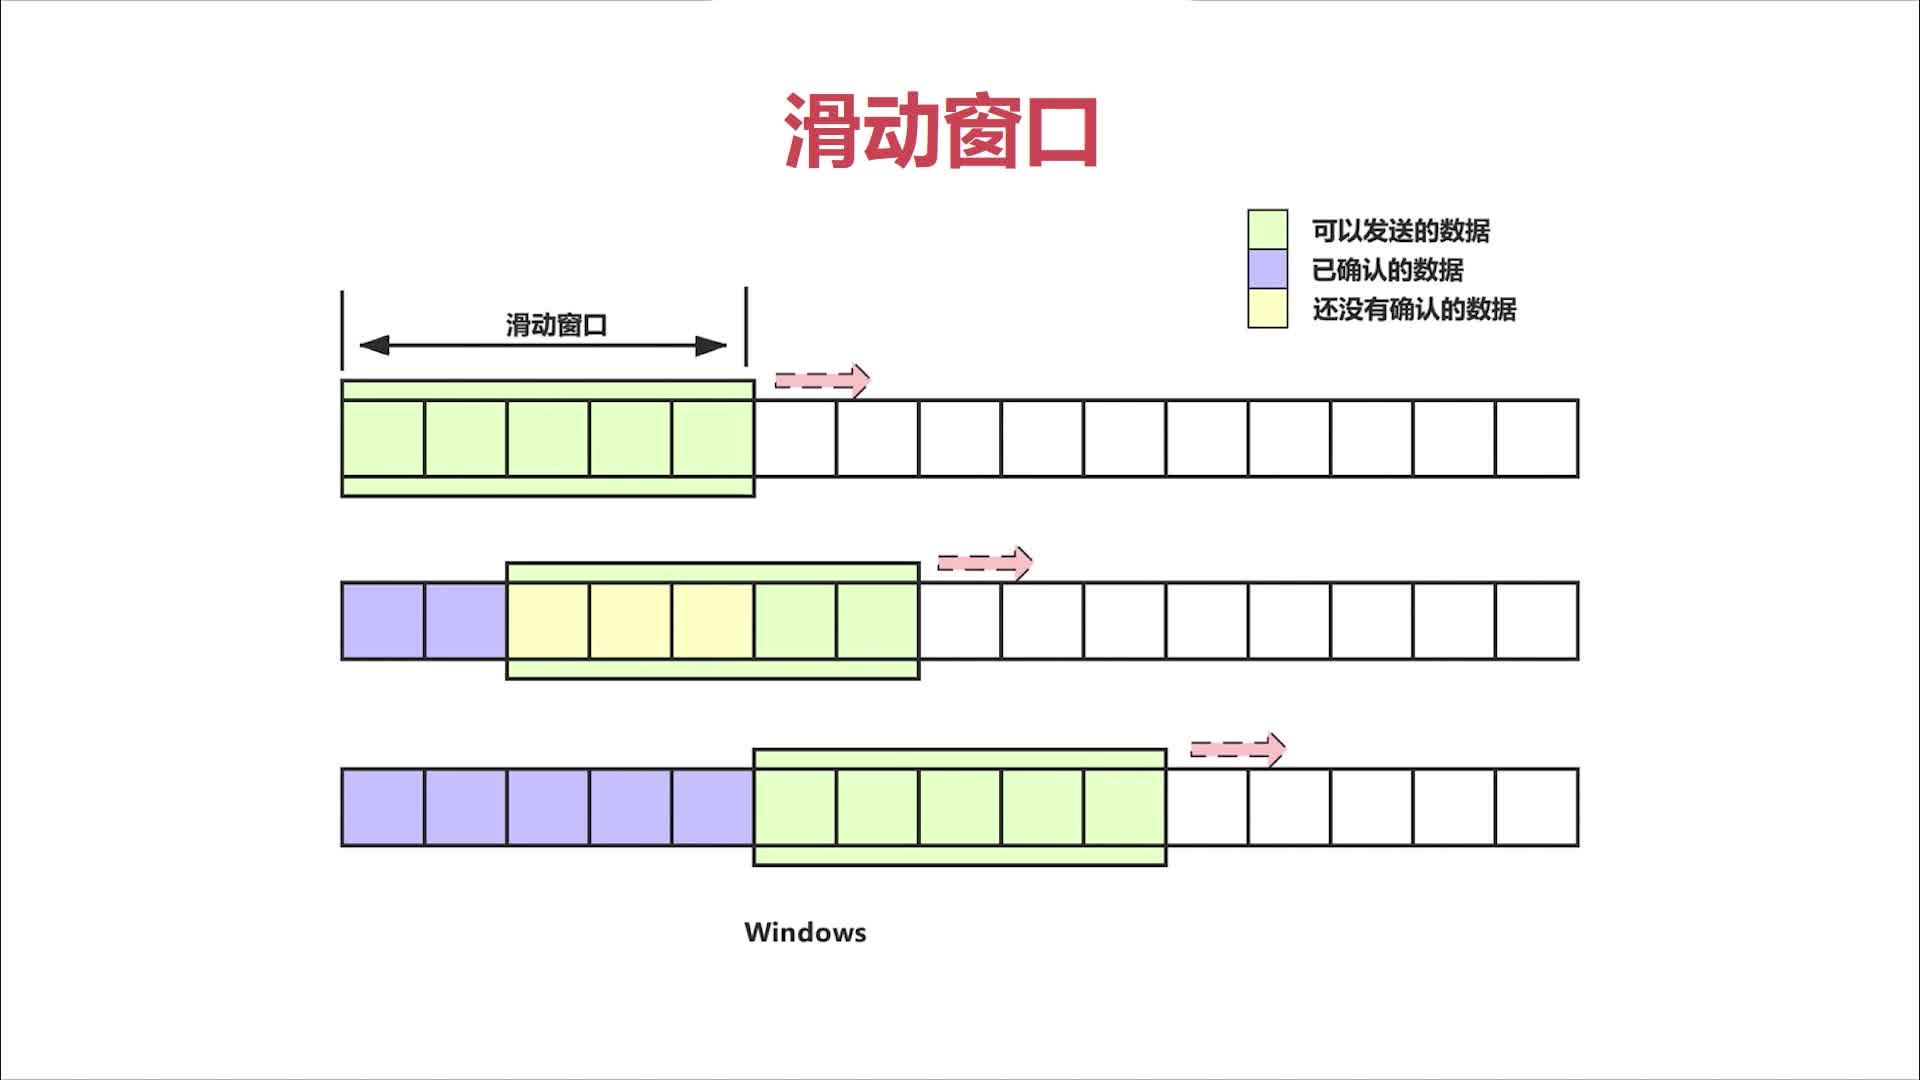 滑动窗口
可以发送的数据
已确认的数据
还没有确认的数据
滑动窗口
Windows